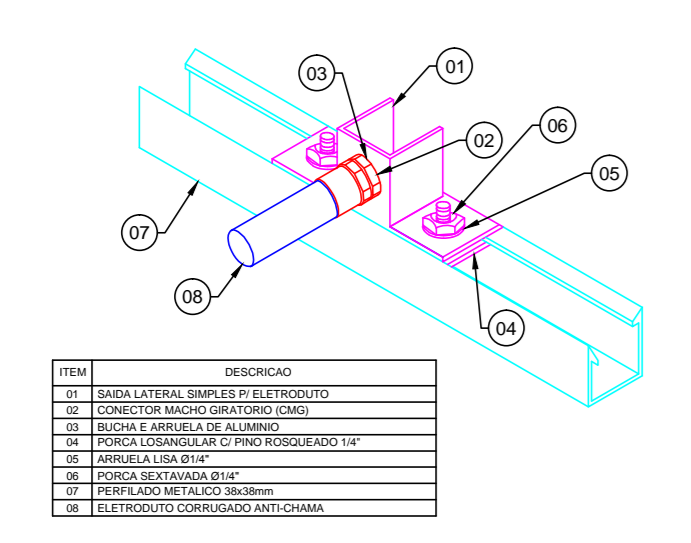 03
01
06
02
05
07
08
04
ITEM DESCRICAO
01 SAIDA LATERAL SIMPLES P/ ELETRODUTO
02 CONECTOR MACHO GIRATORIO (CMG)
03 BUCHA E ARRUELA DE ALUMINIO
04 PORCA LOSANGULAR C/ PINO ROSQUEADO 1/4"
05 ARRUELA LISA Ø1/4"
06 PORCA SEXTAVADA Ø1/4"
07 PERFILADO METALICO 38x38mm
08 ELETRODUTO CORRUGADO ANTI-CHAMA